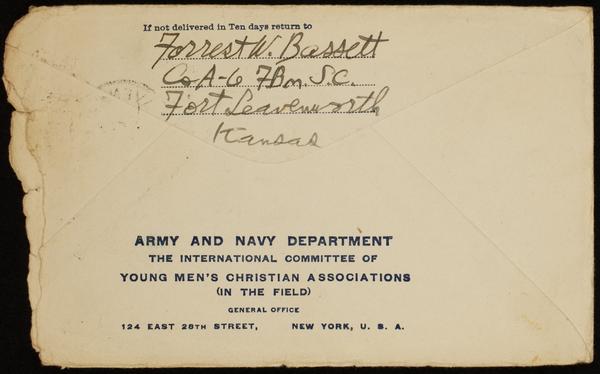 If not delivered in Ten days return to
Forrest W. Bassett
Co A-6 7Bn. S.C.
Fort Leavenworth
Kansas
ARMY AND NAVY DEPARTMENT
THE INTERNATIONAL COMMITTEE OF
YOUNG MEN'S CHRISTIAN ASSOCIATIONS
(IN THE FIELD)
GENERAL OFFICE
124 EAST 28TH STREET, NEW YORK, U. S. A.